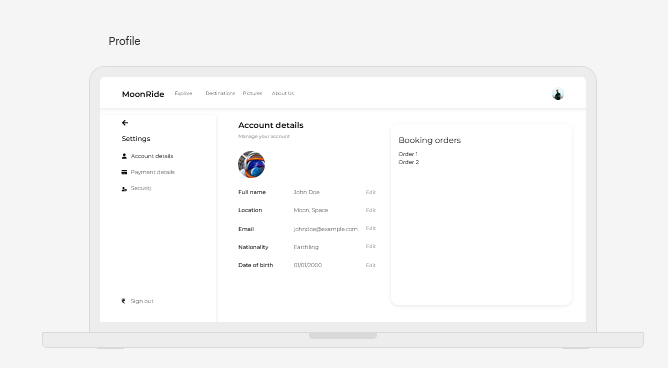 Profile
MoonRide Explore Destinations Pictures About Us
Settings
Account details
Payment details
Security
Sign out
Account details
Manage your account
Full name John Doe Edit
Location Moon, Space Edit
Email johndoe@example.com Edit
Nationality Earthling Edit
Date of birth 01/01/2000 Edit
Booking orders
Order 1
Order 2